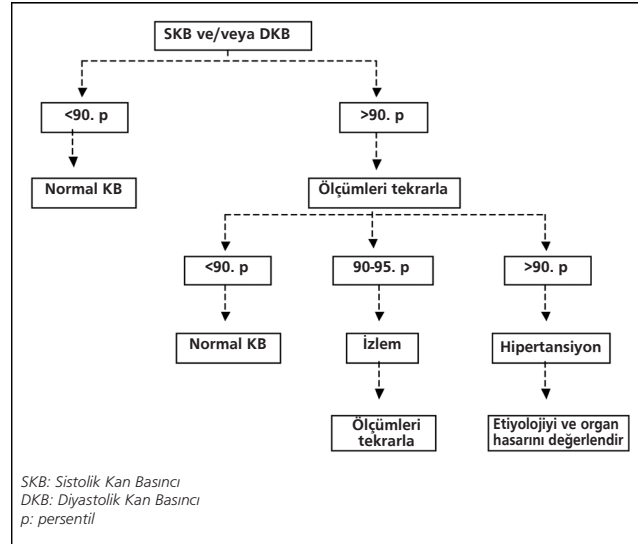 SKB ve/veya DKB
<90. p
>90. p
Normal KB
Ölçümleri tekrarla
<90. p
90-95. p
>90. p
Normal KB
İzlem
Hipertansiyon
Ölçümleri
tekrarla
Etiyolojiyi ve organ
hasarını değerlendir
SKB: Sistolik Kan Basıncı
DKB: Diyastolik Kan Basıncı
p: persentil